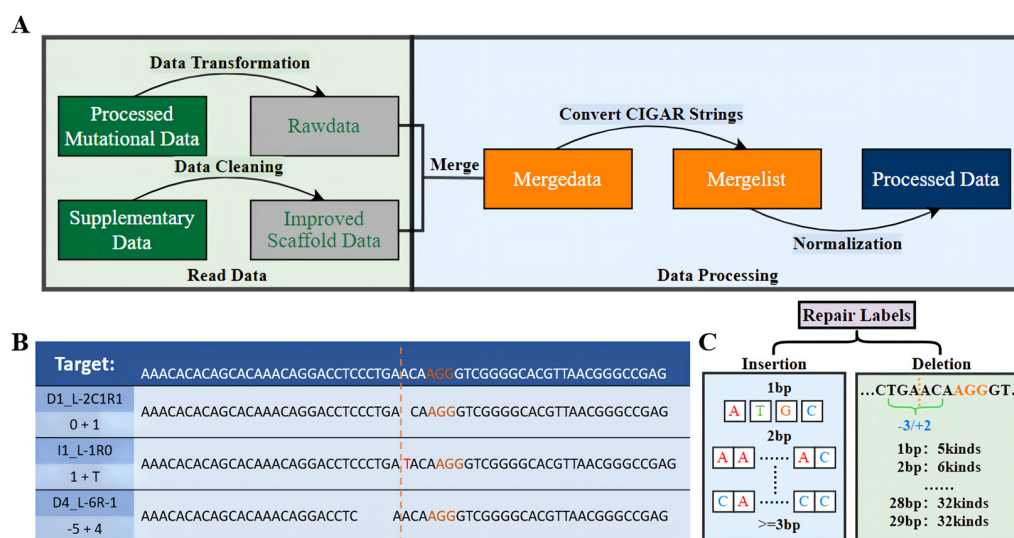 A
Data Transformation
Processed
Mutational Data
Rawdata
Data Cleaning
Supplementary
Data
Improved
Scaffold Data
Read Data
Merge
Convert CIGAR Strings
Mergedata
Mergelist
Processed Data
Normalization
Data Processing
B
Target: AAACACACAGCACAAACAGGACCTCCCTGAACAAGGGTCGGGGCACGTTAACGGGCCGAG
D1_L-2C1R1
0 + 1
AAACACACAGCACAAACAGGACCTCCCTGA CAAGGGTCGGGGCACGTTAACGGGCCGAG
I1_L-1R0
1 + T
AAACACACAGCACAAACAGGACCTCCCTGATACAAGGGTCGGGGCACGTTAACGGGCCGAG
D4_L-6R-1
-5 + 4
AAACACACAGCACAAACAGGACCTC AACAAGGGTCGGGGCACGTTAACGGGCCGAG
Repair Labels
C
Insertion
1bp
A T G C
2bp
A A ...... A C
C A ...... C C
>=3bp
Deletion
...CTGAACAAGGGT...
-3/+2
1bp: 5kinds
2bp: 6kinds
......
28bp: 32kinds
29bp: 32kinds